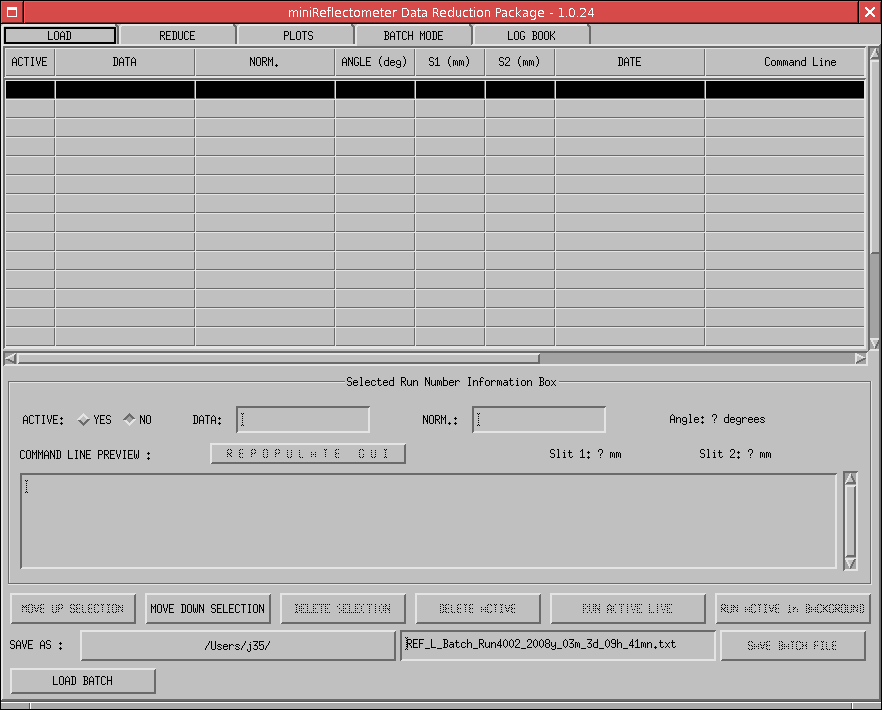 miniReflectometer Data Reduction Package - 1.0.24
LOAD REDUCE PLOTS BATCH MODE LOG BOOK
ACTIVE DATA NORM. ANGLE (deg) S1 (mm) S2 (mm) DATE Command Line
Selected Run Number Information Box
ACTIVE: YES NO DATA: NORM.: Angle: ? degrees
COMMAND LINE PREVIEW : REPOPULATE GUI Slit 1: ? mm Slit 2: ? mm
MOVE UP SELECTION MOVE DOWN SELECTION DELETE SELECTION DELETE ACTIVE RUN ACTIVE LIVE RUN ACTIVE in BACKGROUND
SAVE AS : /Users/j35/ REF_L_Batch_Run4002_2008y_03m_3d_09h_41mn.txt SAVE BATCH FILE
LOAD BATCH